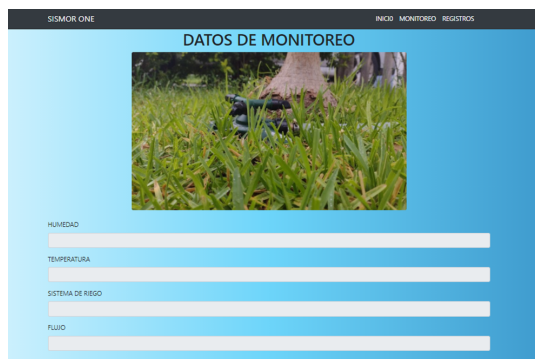 SISMOR ONE INICIO MONITOREO REGISTROS
DATOS DE MONITOREO
HUMEDAD
TEMPERATURA
SISTEMA DE RIEGO
FLUJO